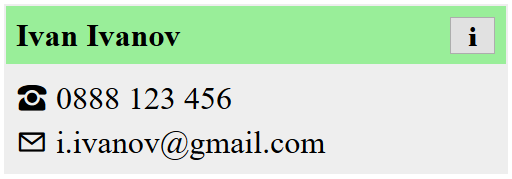 Ivan Ivanov i
☎ 0888 123 456
✉ i.ivanov@gmail.com